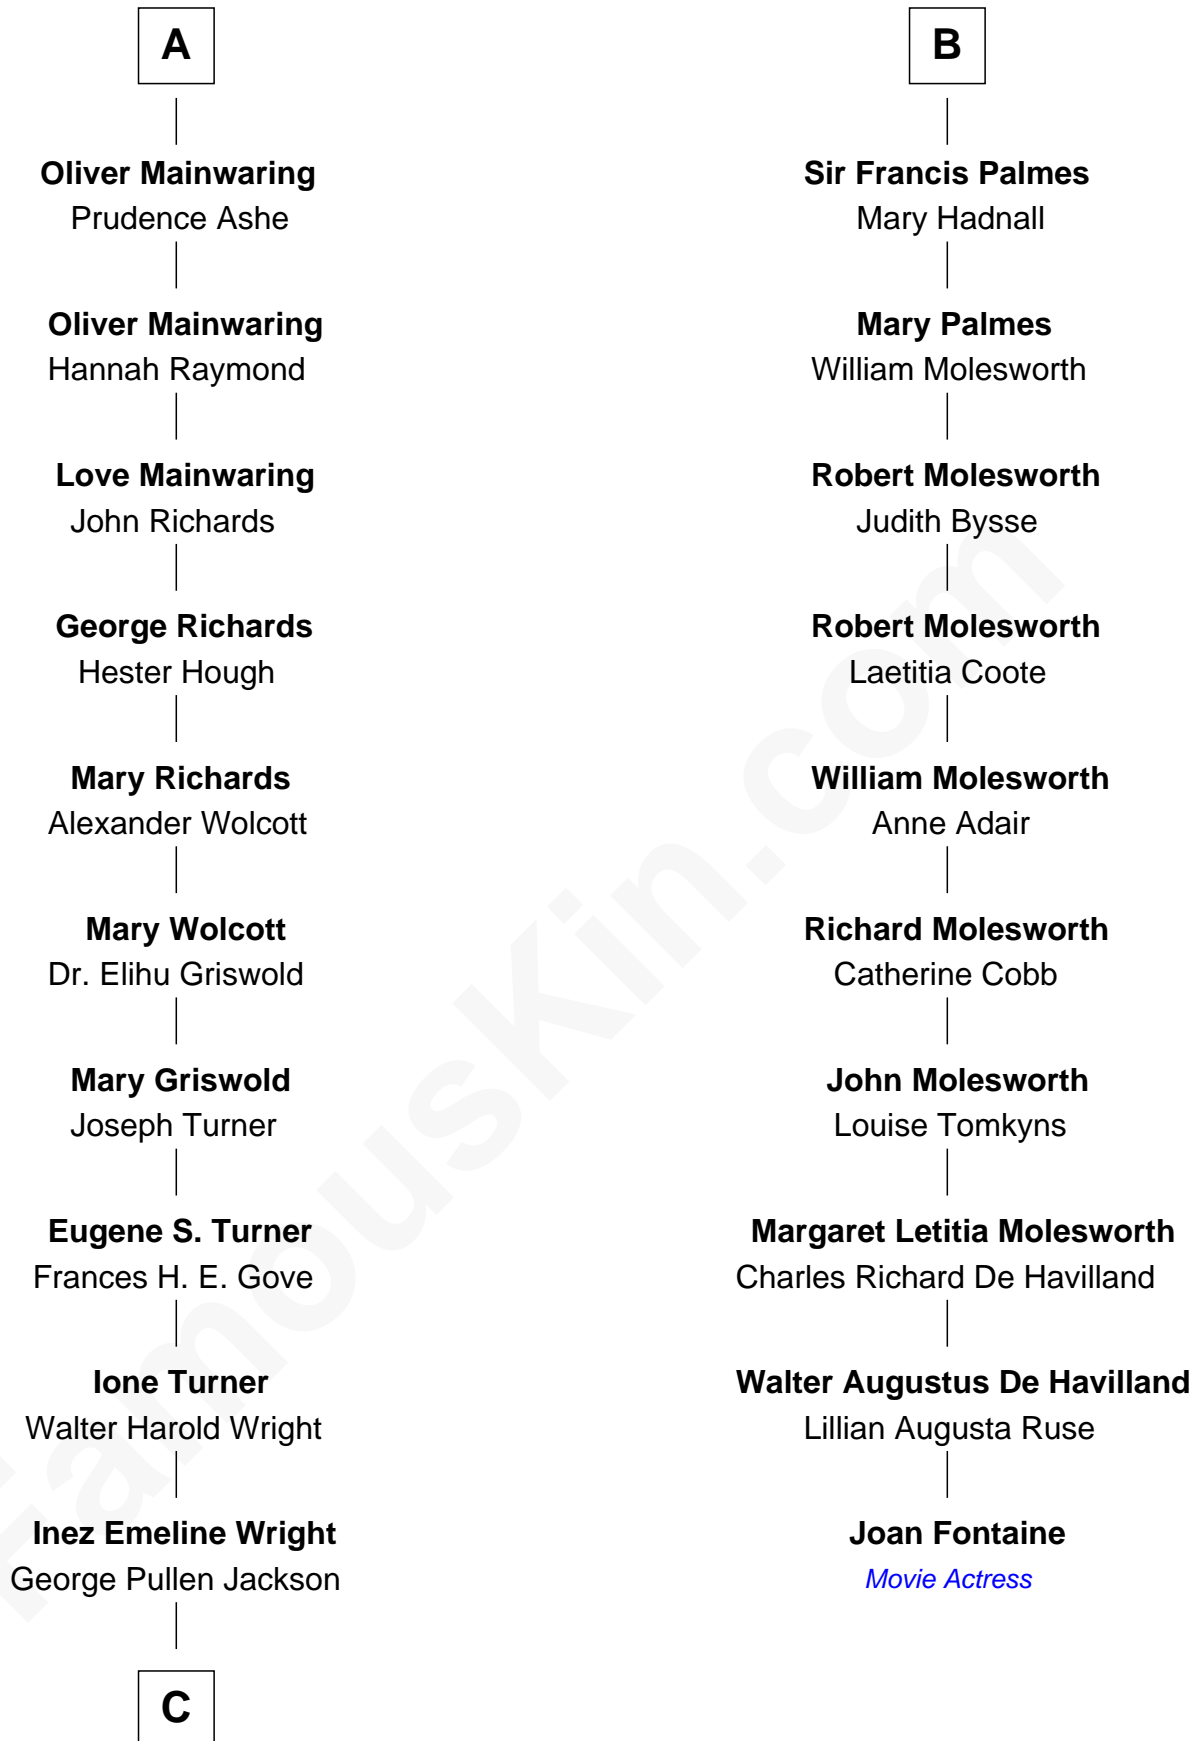 A
Oliver Mainwaring
Prudence Ashe
Oliver Mainwaring
Hannah Raymond
Love Mainwaring
John Richards
George Richards
Hester Hough
Mary Richards
Alexander Wolcott
Mary Wolcott
Dr. Elihu Griswold
Mary Griswold
Joseph Turner
Eugene S. Turner
Frances H. E. Gove
Ione Turner
Walter Harold Wright
Inez Emeline Wright
George Pullen Jackson
C
B
Sir Francis Palmes
Mary Hadnall
Mary Palmes
William Molesworth
Robert Molesworth
Judith Bysse
Robert Molesworth
Laetitia Coote
William Molesworth
Anne Adair
Richard Molesworth
Catherine Cobb
John Molesworth
Louise Tomkyns
Margaret Letitia Molesworth
Charles Richard De Havilland
Walter Augustus De Havilland
Lillian Augusta Ruse
Joan Fontaine
Movie Actress
FamousKin.com